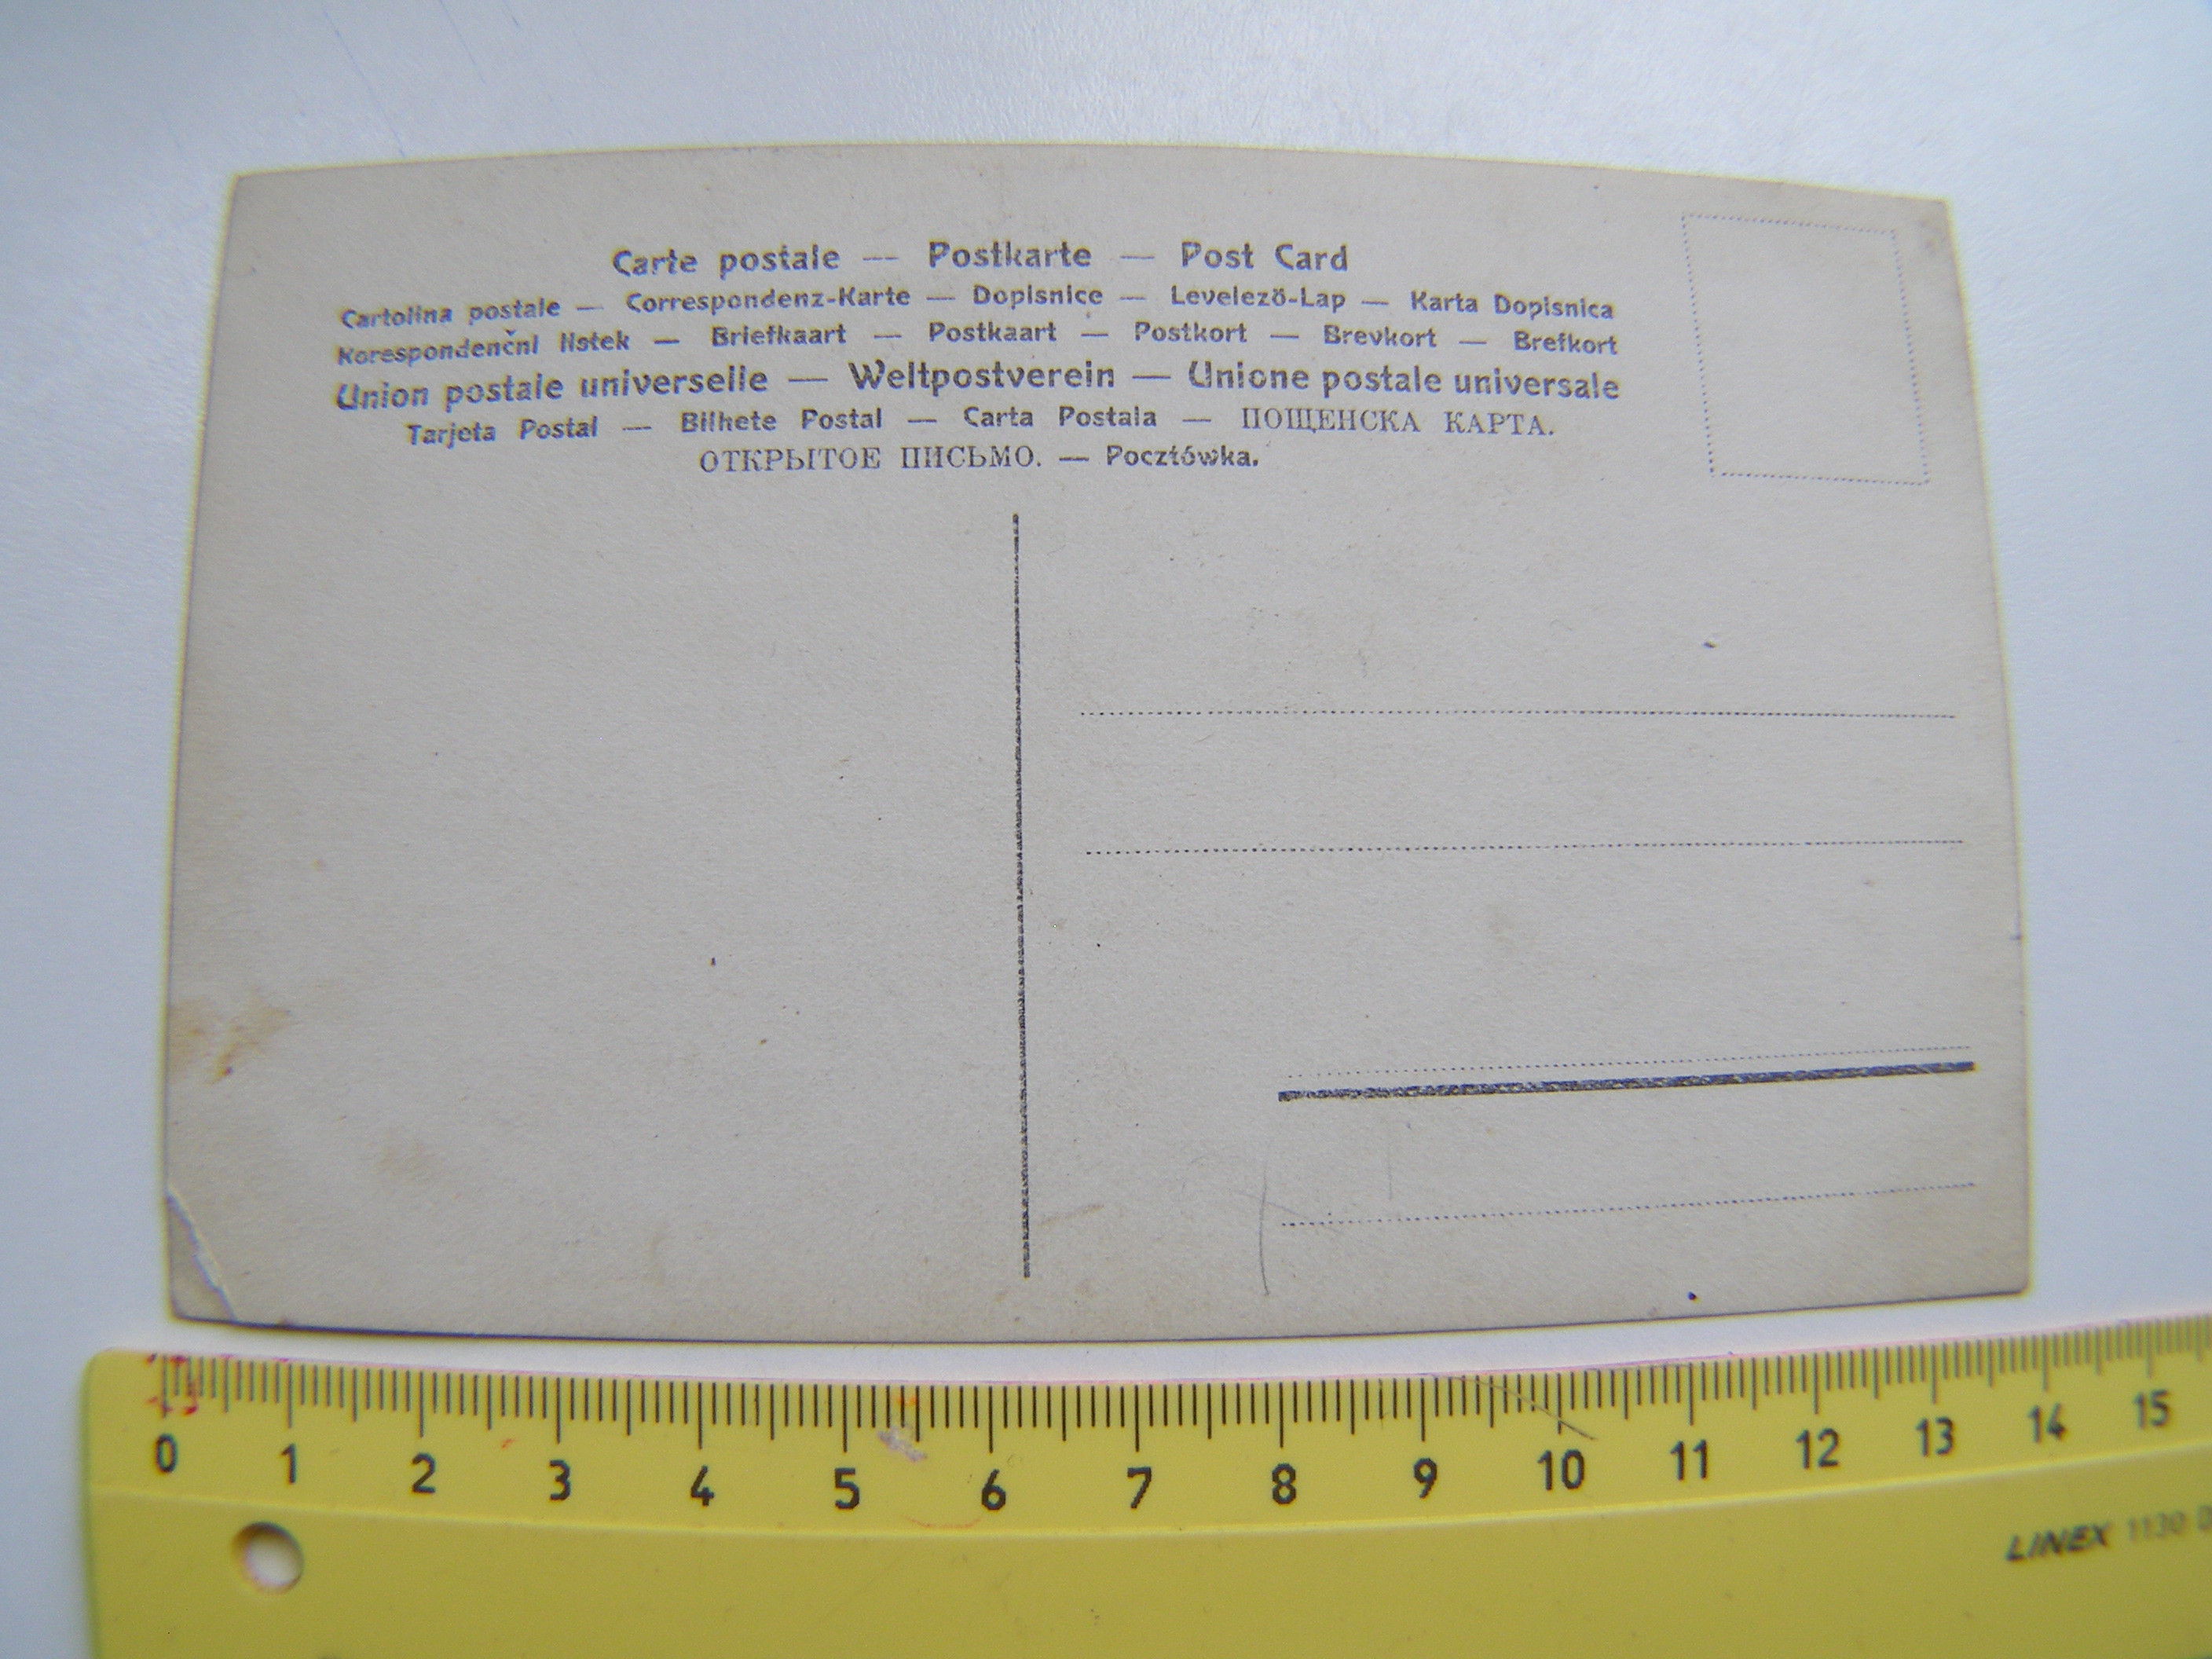 Carte postale — Postkarte — Post Card
Cartolina postale — Correspondenz-Karte — Dopisnice — Levelező-Lap — Karta Dopisnica
Korespondenční lístek — Briefkaart — Postkaart — Postkort — Brevkort — Brefkort
Union postale universelle — Weltpostverein — Unione postale universale
Tarjeta Postal — Bilhete Postal — Carta Postala — ПОЩЕНСКА КАРТА.
ОТКРЫТОЕ ПИСЬМО. — Pocztówka.
0 1 2 3 4 5 6 7 8 9 10 11 12 13 14 15
LINEX 1130